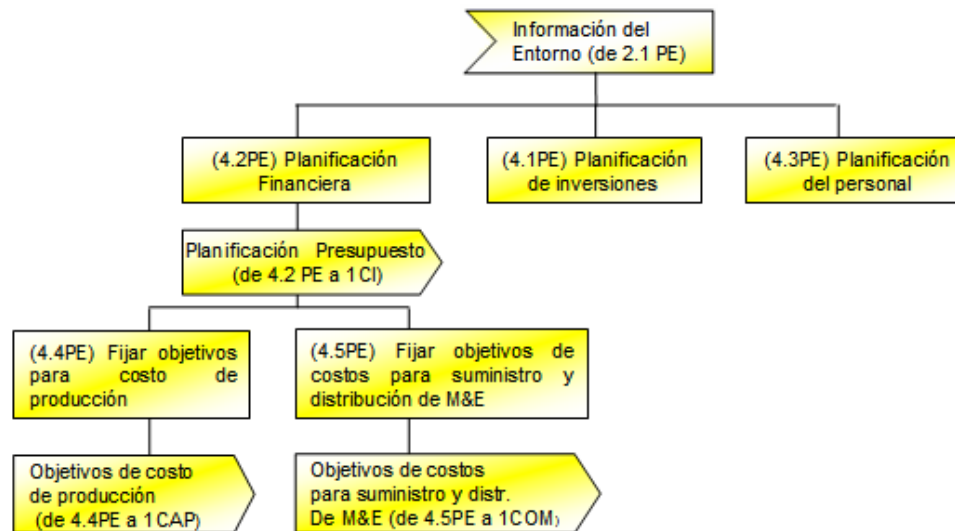 Información del
Entorno (de 2.1 PE)
(4.2PE) Planificación
Financiera
(4.1PE) Planificación
de inversiones
(4.3PE) Planificación
del personal
Planificación Presupuesto
(de 4.2 PE a 1CI)
(4.4PE) Fijar objetivos
para costo de
producción
(4.5PE) Fijar objetivos de
costos para suministro y
distribución de M&E
Objetivos de costo
de producción
(de 4.4PE a 1CAP)
Objetivos de costos
para suministro y distr.
De M&E (de 4.5PE a 1COM)